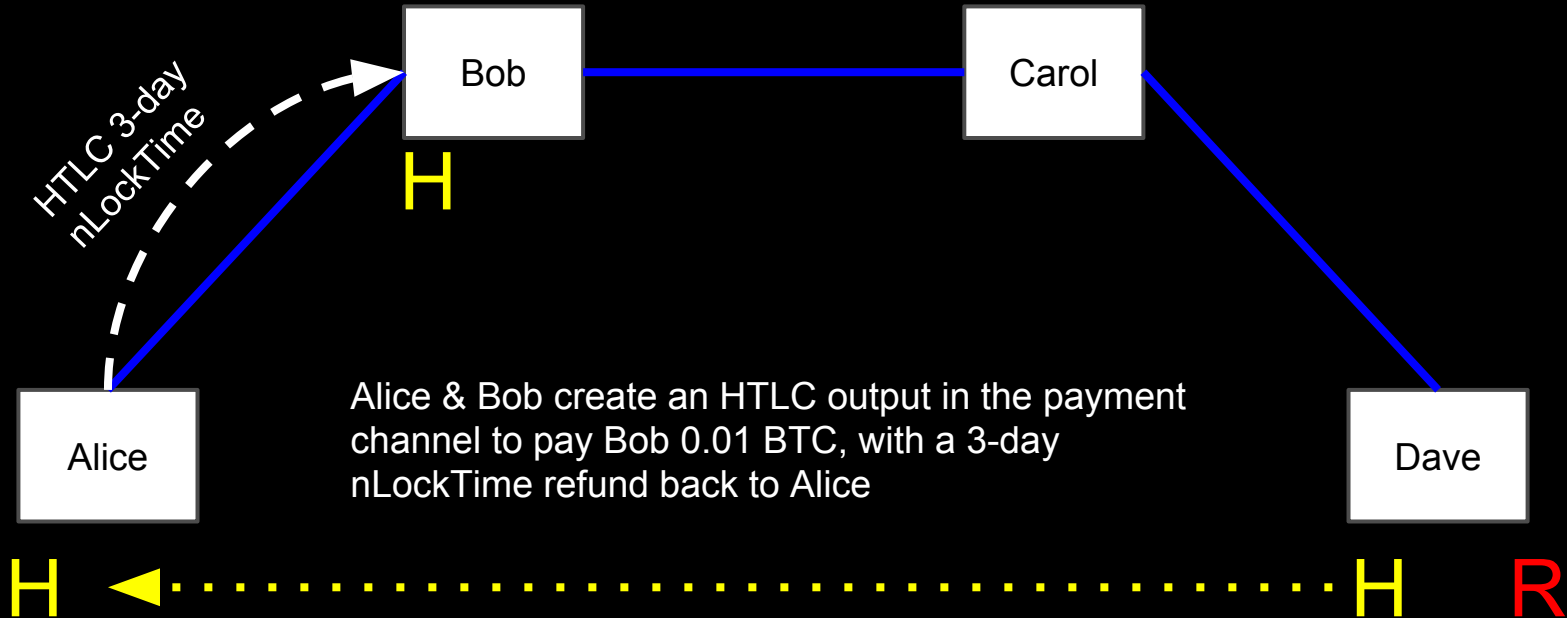 Bob
Carol
HTLC 3-day
nLockTime
H
Alice & Bob create an HTLC output in the payment
channel to pay Bob 0.01 BTC, with a 3-day
nLockTime refund back to Alice
Alice
Dave
H
H
R